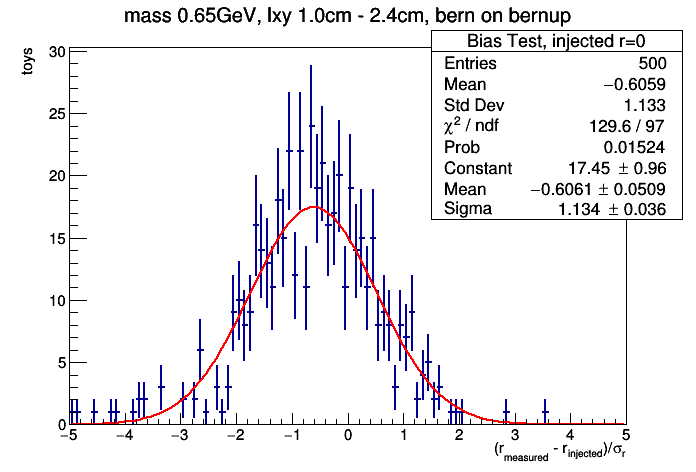 mass 0.65GeV, lxy 1.0cm - 2.4cm, bern on bernup
Bias Test, injected r=0
Entries 500
Mean −0.6059
Std Dev 1.133
χ² / ndf 129.6 / 97
Prob 0.01524
Constant 17.45 ± 0.96
Mean −0.6061 ± 0.0509
Sigma 1.134 ± 0.036
toys
30
25
20
15
10
5
0
−5 −4 −3 −2 −1 0 1 2 3 4 5
(r_measured - r_injected)/σ_r